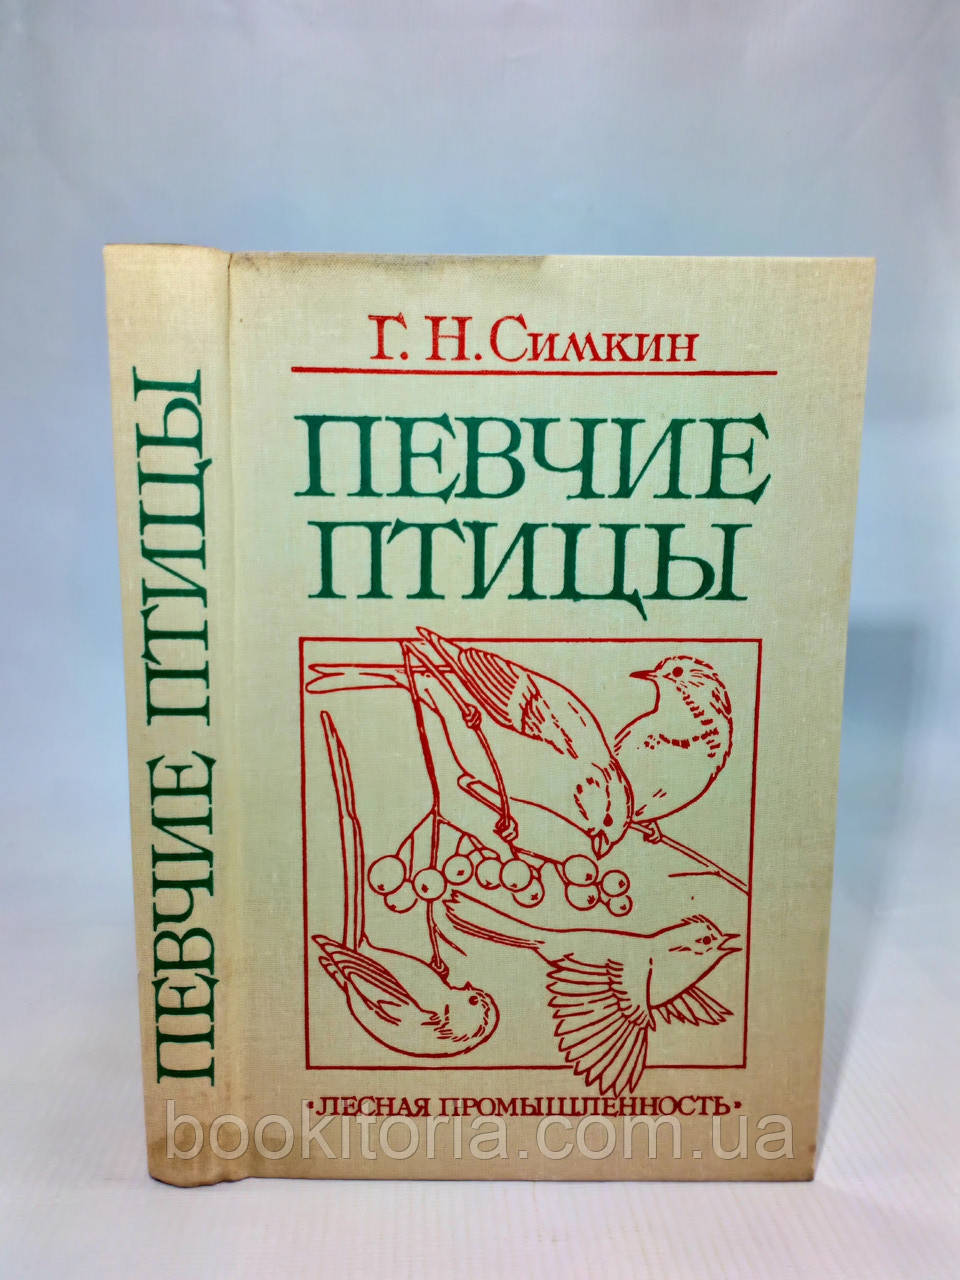 ПЕВЧИЕ ПТИЦЫ
Г. Н. Симкин
ПЕВЧИЕ
ПТИЦЫ
«ЛЕСНАЯ ПРОМЫШЛЕННОСТЬ»
bookitoria.com.ua